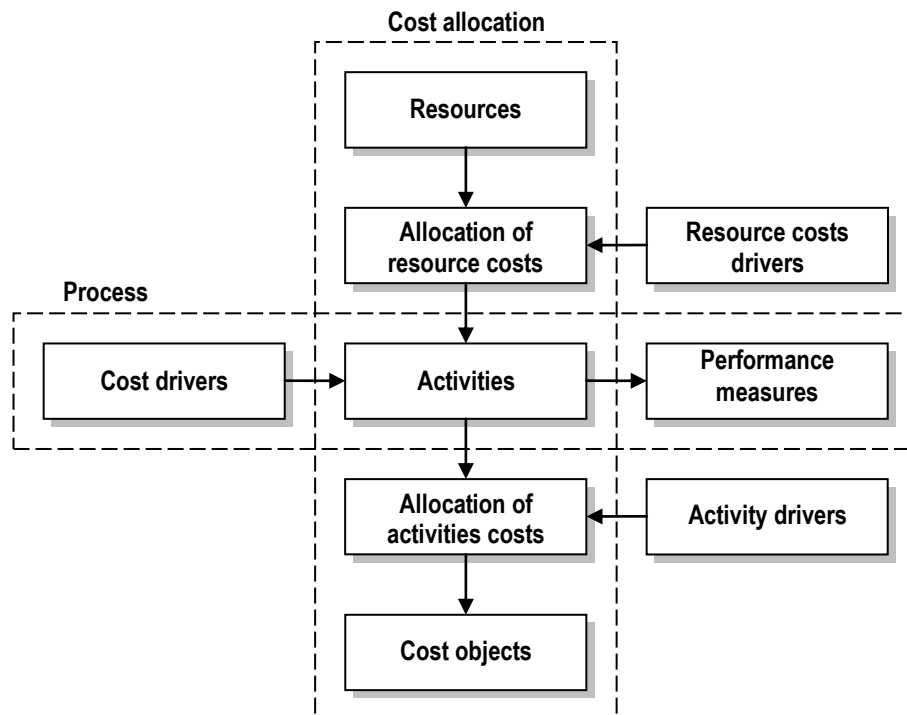 Cost allocation
Resources
Allocation of
resource costs
Resource costs
drivers
Process
Cost drivers
Activities
Performance
measures
Allocation of
activities costs
Activity drivers
Cost objects